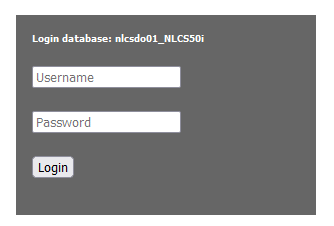 Login database: nlcsdo01_NLCS50i
Username
Password
Login